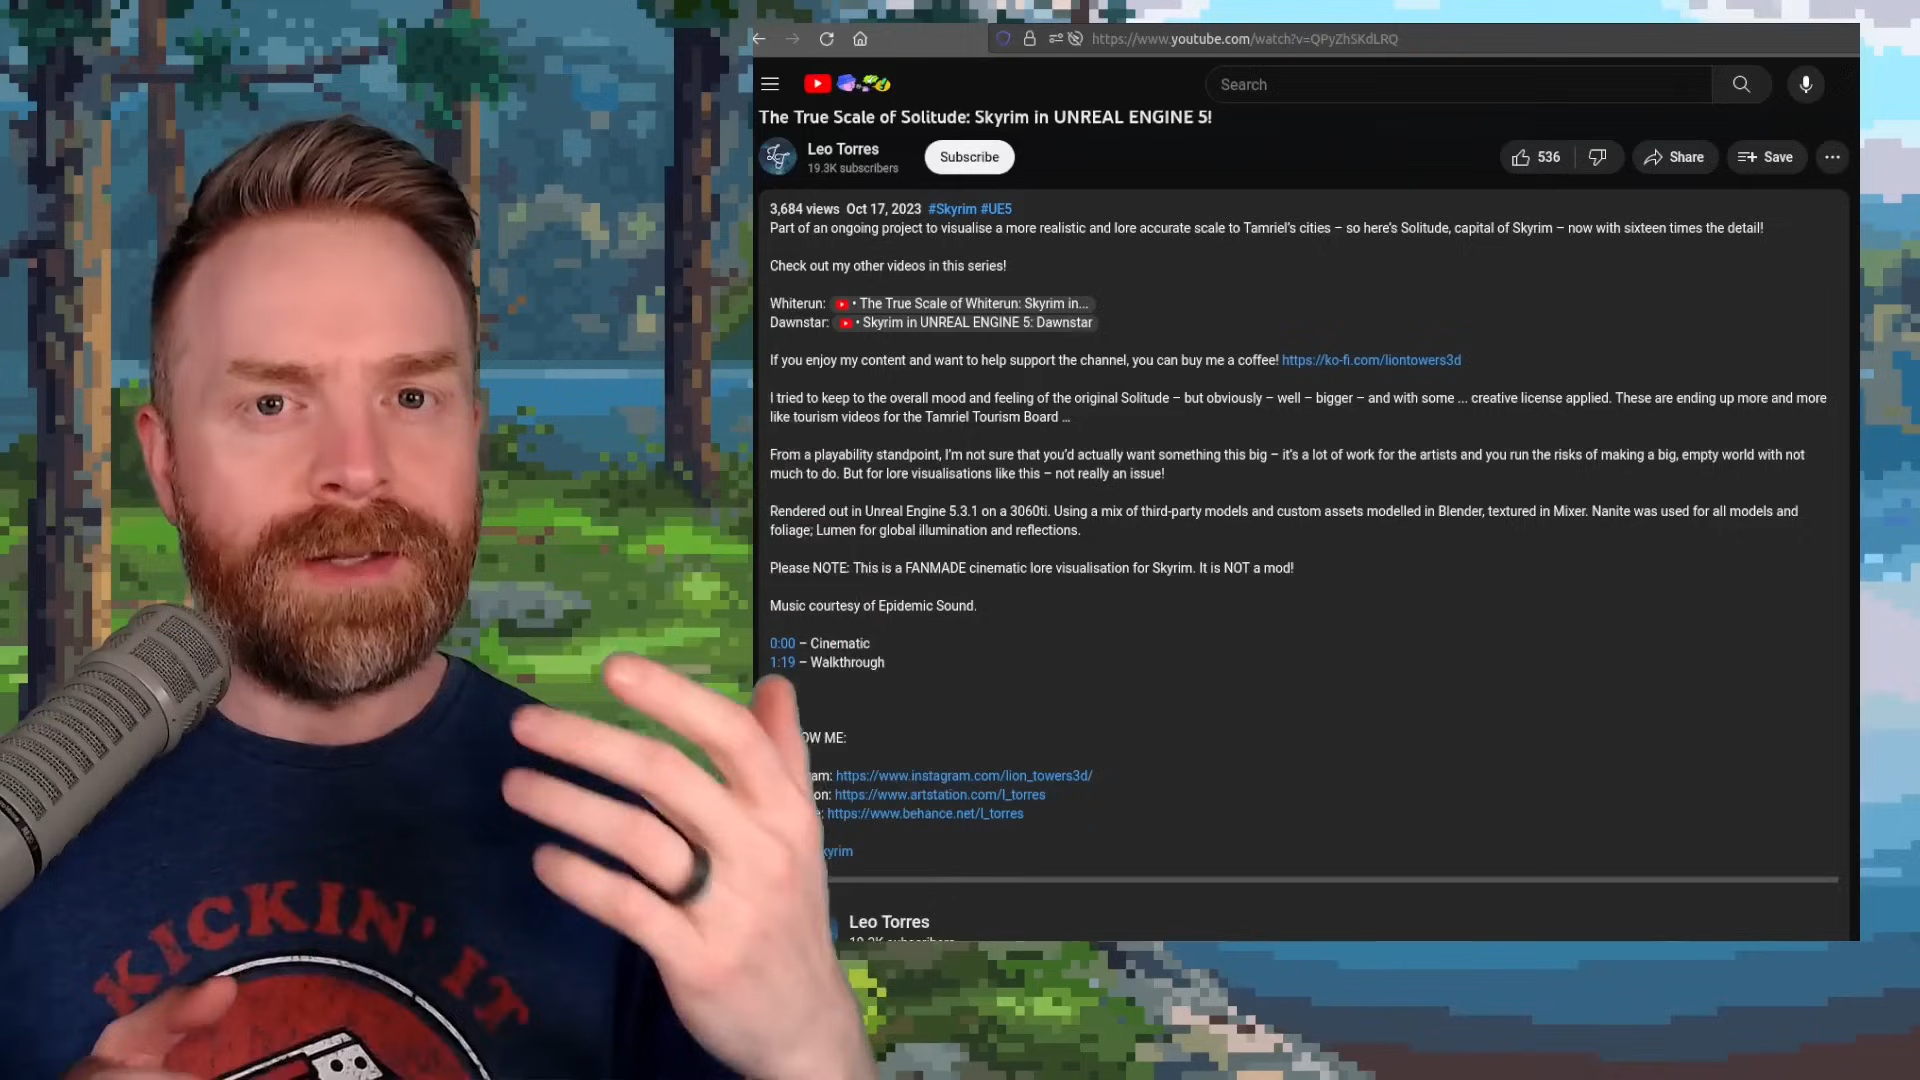 https://www.youtube.com/watch?v=QPyZhSKdLRQ
Search
The True Scale of Solitude: Skyrim in UNREAL ENGINE 5!
Leo Torres
19.3K subscribers
Subscribe
536
Share
Save
3,684 views Oct 17, 2023 #Skyrim #UE5
Part of an ongoing project to visualise a more realistic and lore accurate scale to Tamriel's cities – so here's Solitude, capital of Skyrim – now with sixteen times the detail!
Check out my other videos in this series!
Whiterun: • The True Scale of Whiterun: Skyrim in...
Dawnstar: • Skyrim in UNREAL ENGINE 5: Dawnstar
If you enjoy my content and want to help support the channel, you can buy me a coffee! https://ko-fi.com/liontowers3d
I tried to keep to the overall mood and feeling of the original Solitude – but obviously – well – bigger – and with some ... creative license applied. These are ending up more and more
like tourism videos for the Tamriel Tourism Board ...
From a playability standpoint, I'm not sure that you'd actually want something this big – it's a lot of work for the artists and you run the risks of making a big, empty world with not
much to do. But for lore visualisations like this – not really an issue!
Rendered out in Unreal Engine 5.3.1 on a 3060ti. Using a mix of third-party models and custom assets modelled in Blender, textured in Mixer. Nanite was used for all models and
foliage; Lumen for global illumination and reflections.
Please NOTE: This is a FANMADE cinematic lore visualisation for Skyrim. It is NOT a mod!
Music courtesy of Epidemic Sound.
0:00 – Cinematic
1:19 – Walkthrough
OW ME:
am: https://www.instagram.com/lion_towers3d/
on: https://www.artstation.com/l_torres
e: https://www.behance.net/l_torres
kyrim
Leo Torres
19.3K subscribers
KICKIN' IT